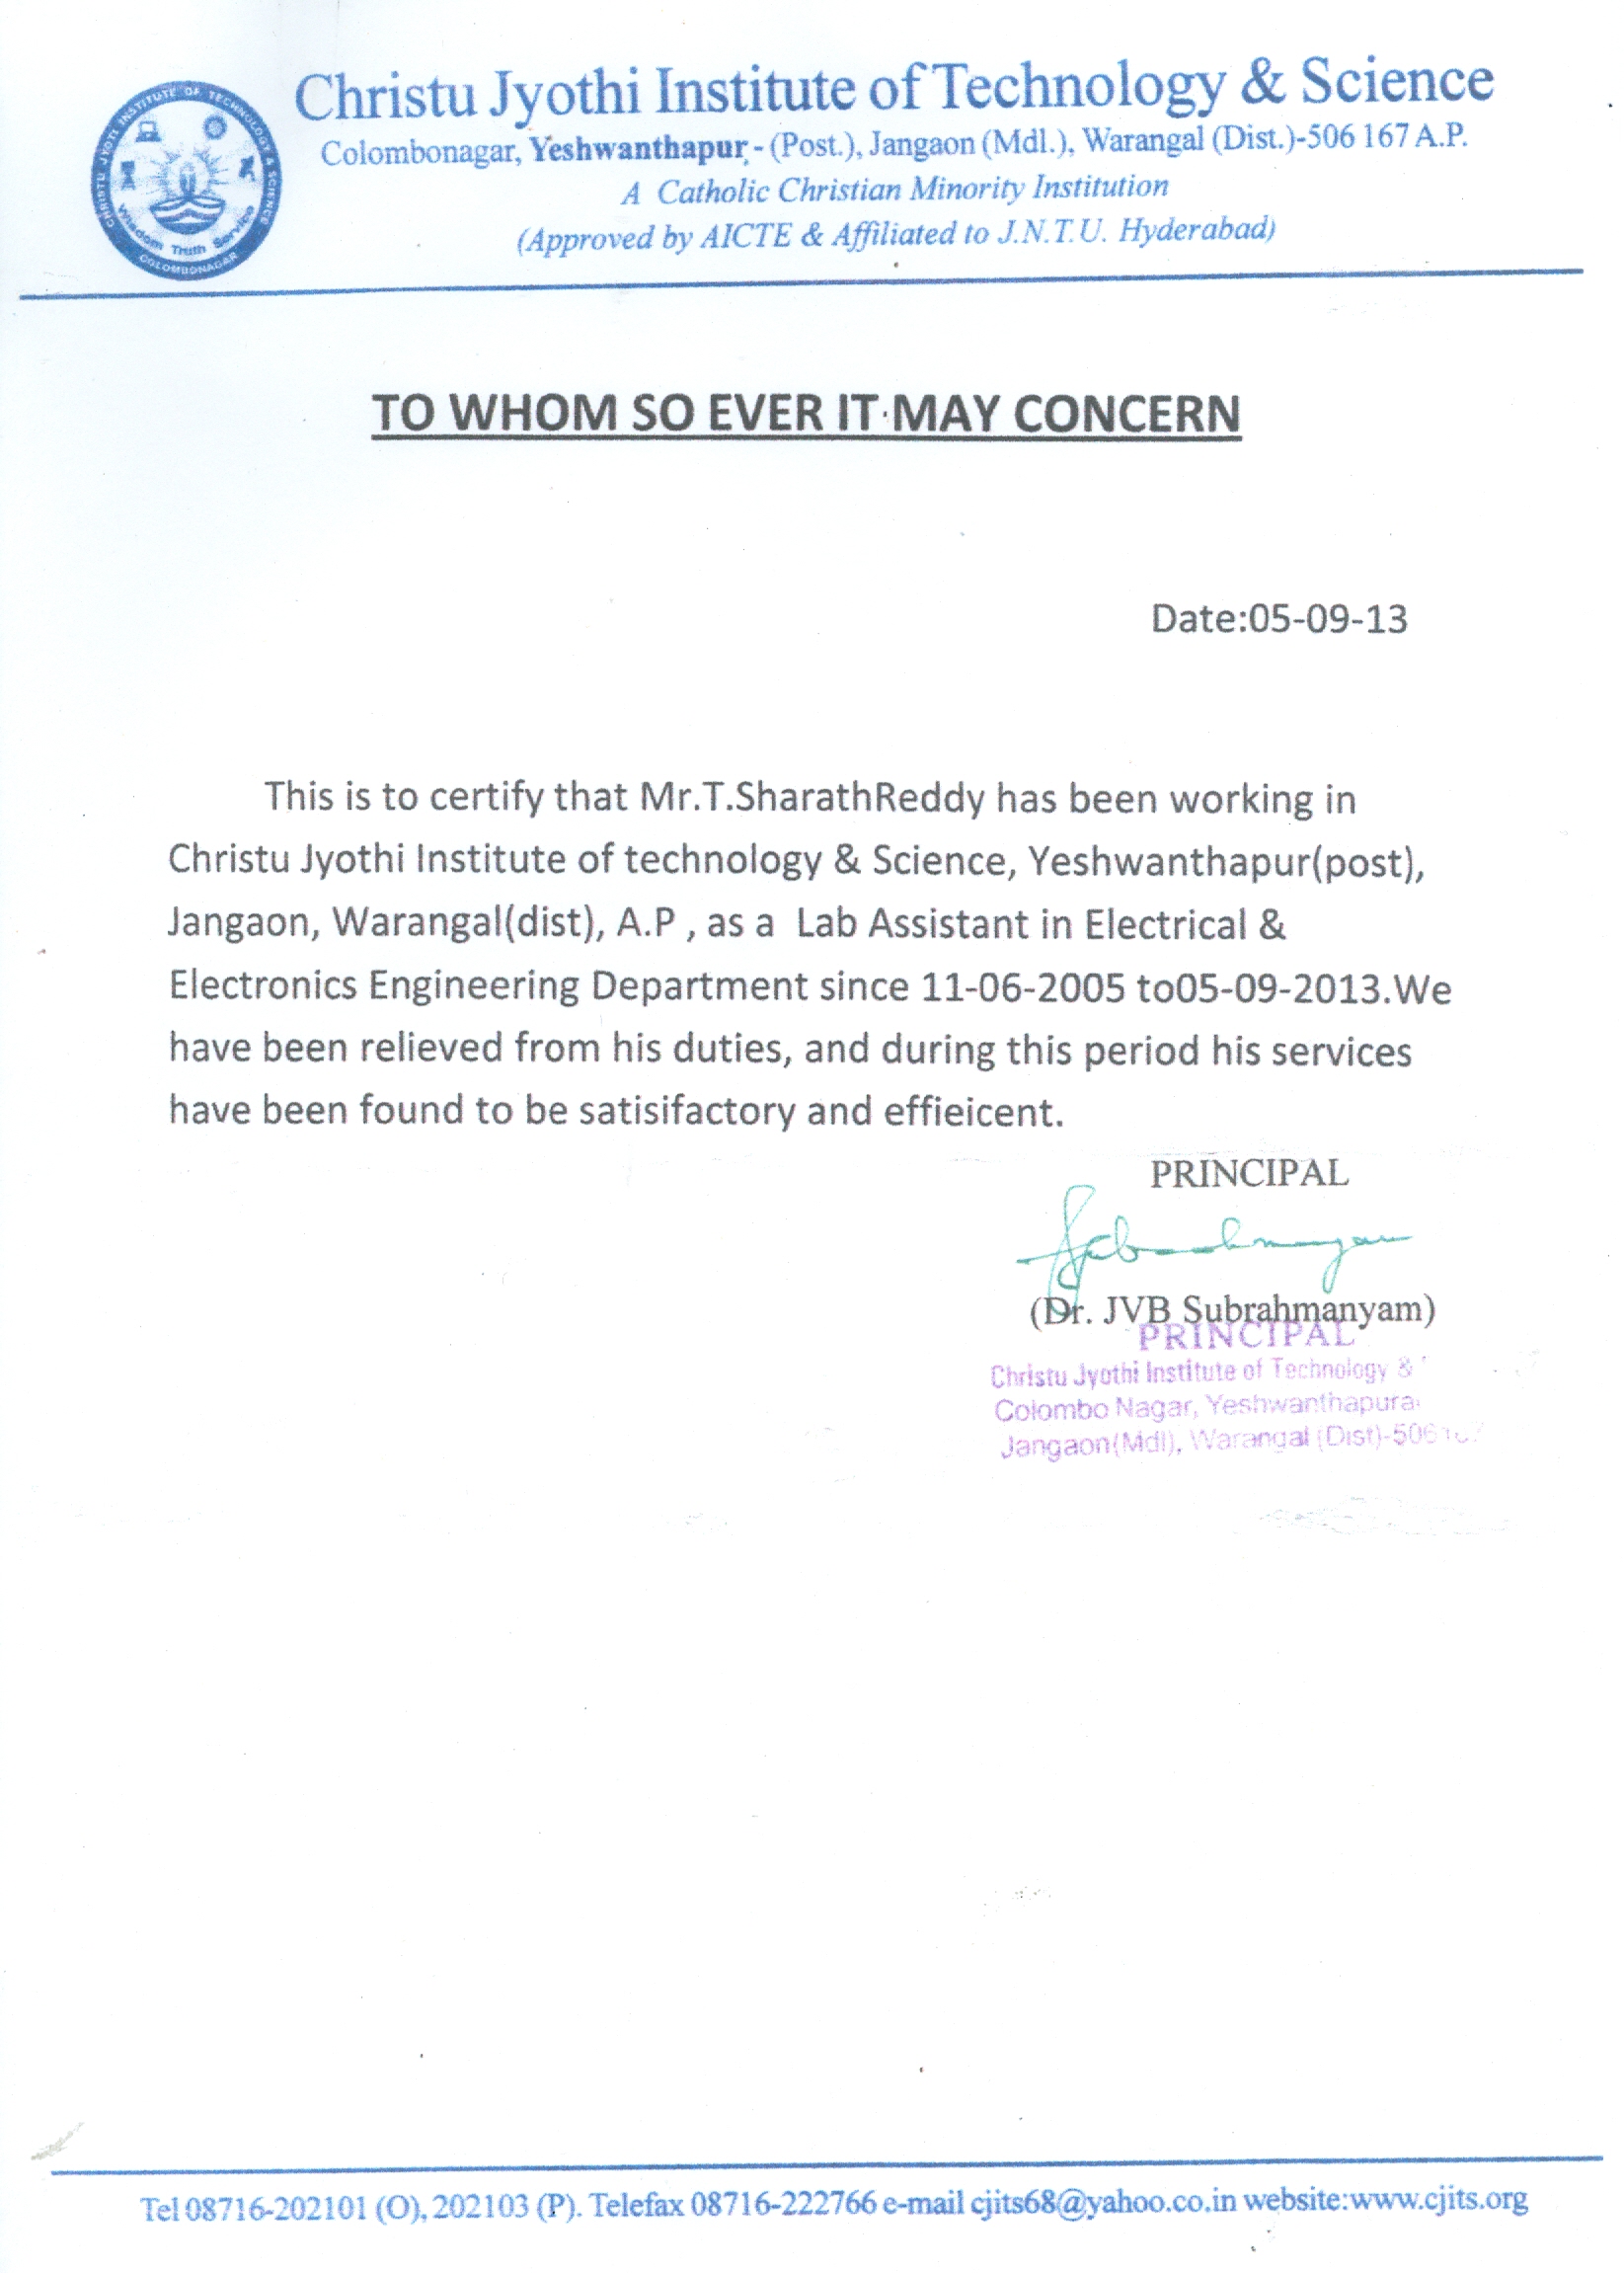 CHRISTU JYOTI INSTITUTE OF TECHNOLOGY & SCIENCE
Wisdom Truth Service
COLOMBONAGAR
Christu Jyothi Institute of Technology & Science
Colombonagar, Yeshwanthapur, - (Post.), Jangaon (Mdl.), Warangal (Dist.)-506 167 A.P.
A Catholic Christian Minority Institution
(Approved by AICTE & Affiliated to J.N.T.U. Hyderabad)
TO WHOM SO EVER IT MAY CONCERN
Date:05-09-13
This is to certify that Mr.T.SharathReddy has been working in
Christu Jyothi Institute of technology & Science, Yeshwanthapur(post),
Jangaon, Warangal(dist), A.P , as a Lab Assistant in Electrical &
Electronics Engineering Department since 11-06-2005 to05-09-2013.We
have been relieved from his duties, and during this period his services
have been found to be satisifactory and effieicent.
PRINCIPAL
(Dr. JVB Subrahmanyam)
PRINCIPAL
Christu Jyothi Institute of Technology &
Colombo Nagar, Yeshwanthapura
Jangaon(Mdl), Warangal (Dist)-506167
Tel 08716-202101 (O), 202103 (P). Telefax 08716-222766 e-mail cjits68@yahoo.co.in website:www.cjits.org